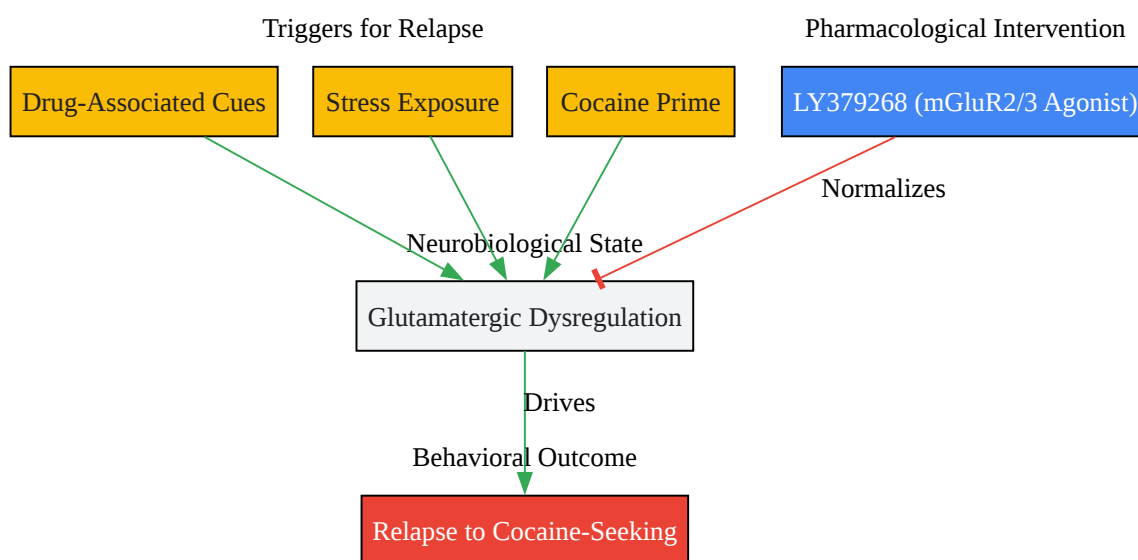 Triggers for Relapse
Pharmacological Intervention
Drug-Associated Cues
Stress Exposure
Cocaine Prime
LY379268 (mGluR2/3 Agonist)
Normalizes
Neurobiological State
Glutamatergic Dysregulation
Drives
Behavioral Outcome
Relapse to Cocaine-Seeking